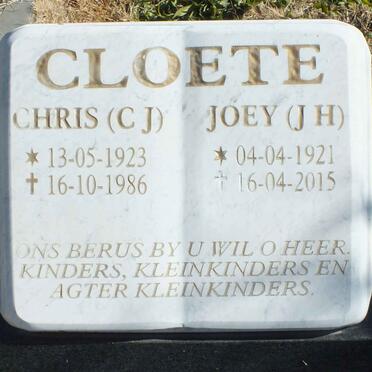 CLOETE
CHRIS (C J) JOEY (J H)
* 13-05-1923 * 04-04-1921
✝ 16-10-1986 ✝ 16-04-2015
ONS BERUS BY U WIL O HEER.
KINDERS, KLEINKINDERS EN
AGTER KLEINKINDERS.